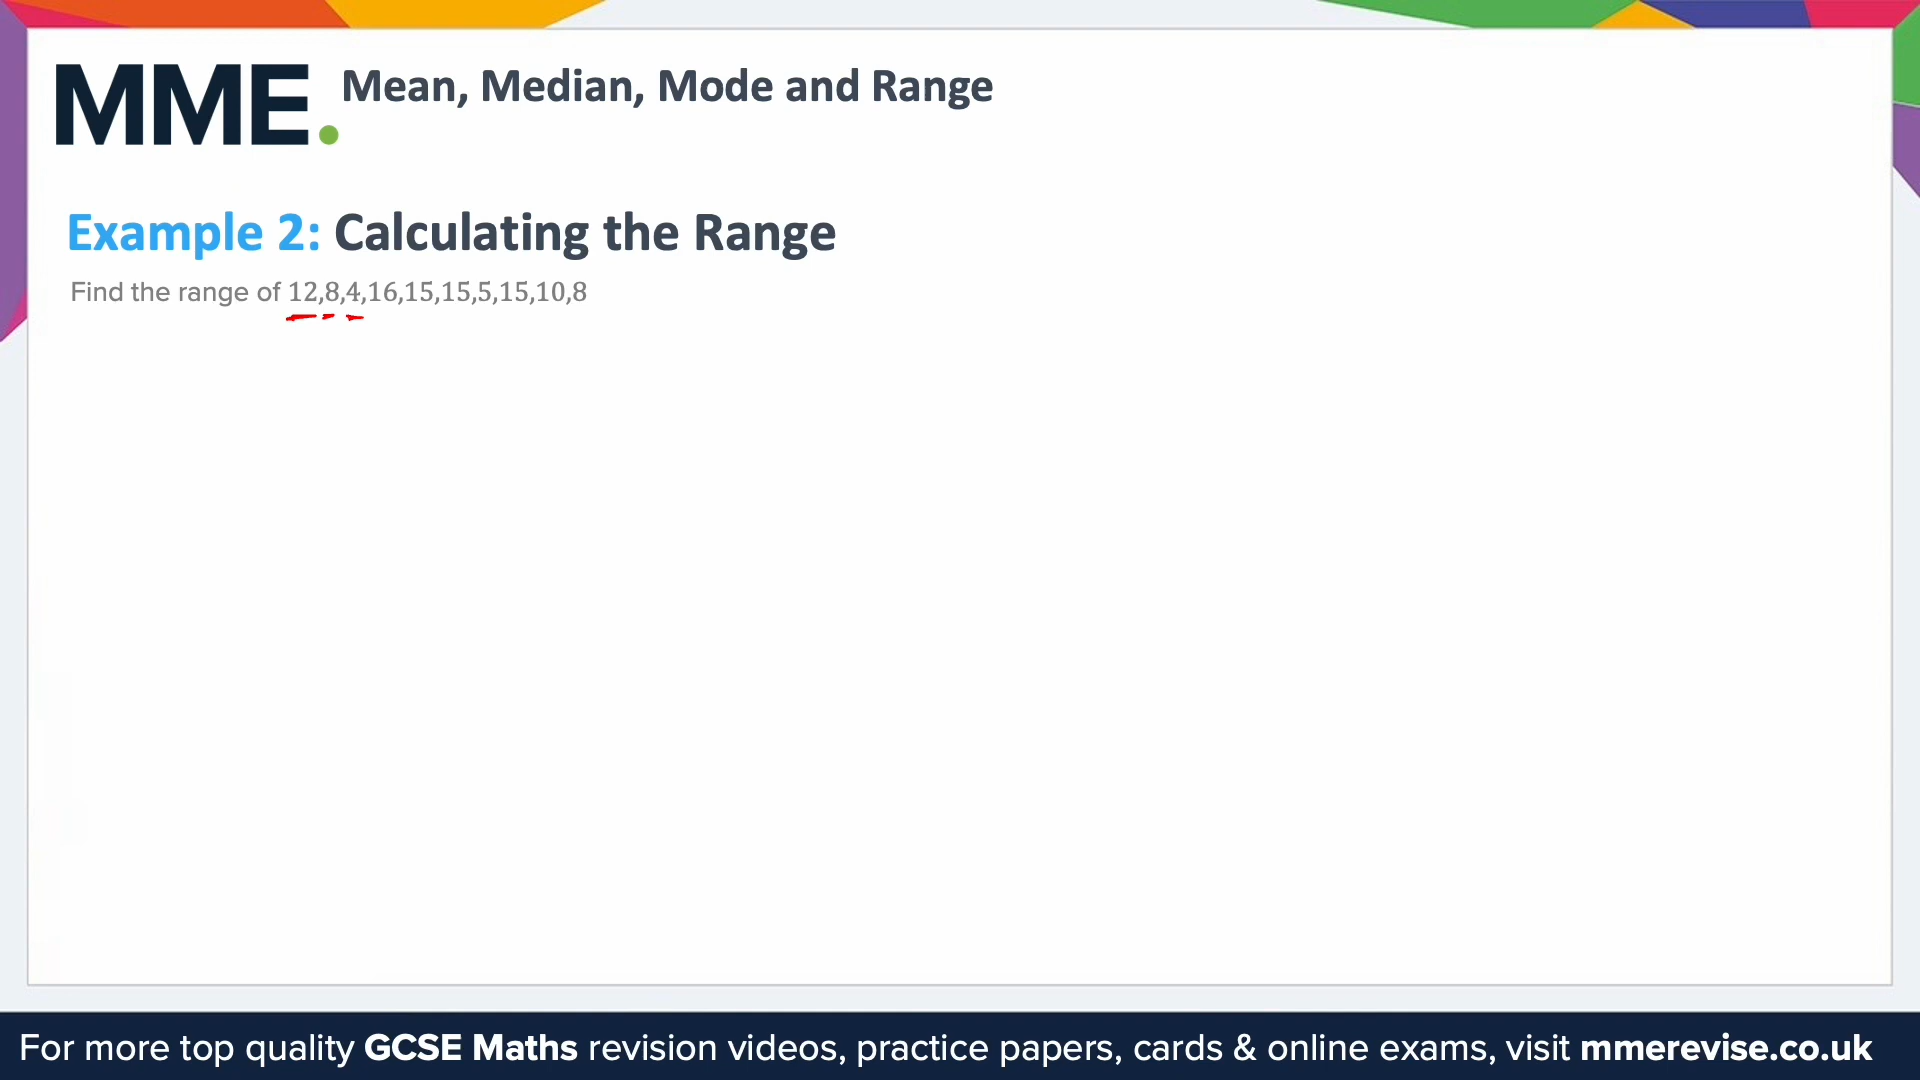 MME.
Mean, Median, Mode and Range
Example 2: Calculating the Range
Find the range of 12,8,4,16,15,15,5,15,10,8
For more top quality GCSE Maths revision videos, practice papers, cards & online exams, visit mmerevise.co.uk